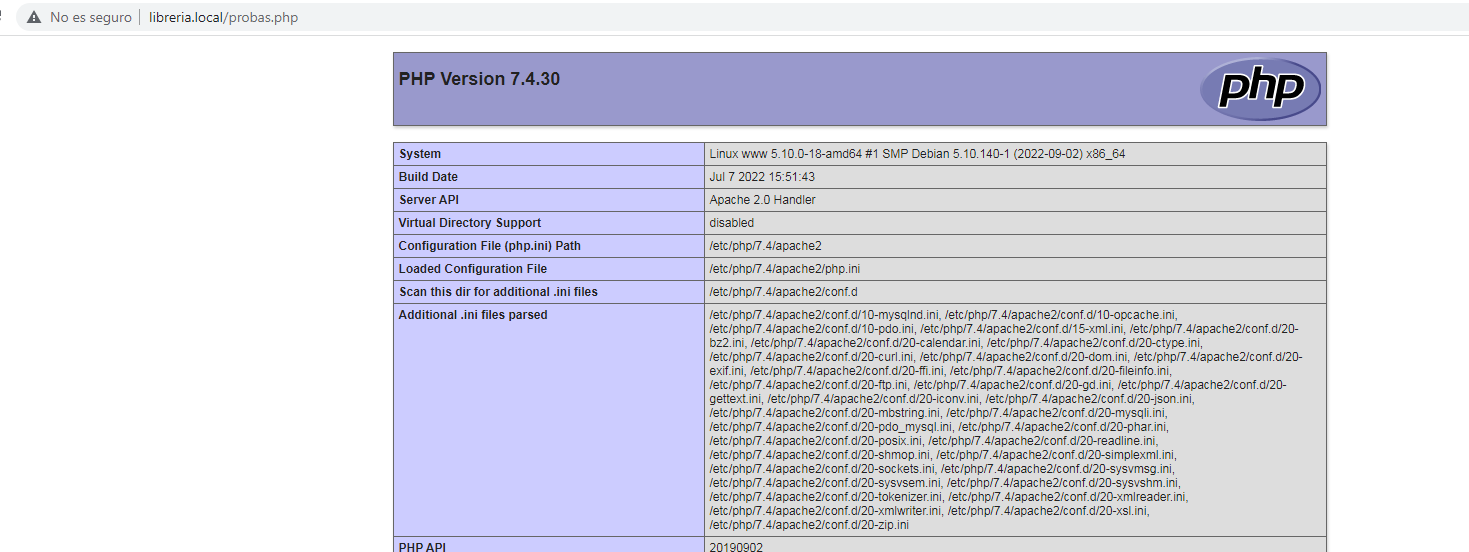 No es seguro | libreria.local/probas.php
PHP Version 7.4.30
php
System Linux www 5.10.0-18-amd64 #1 SMP Debian 5.10.140-1 (2022-09-02) x86_64
Build Date Jul 7 2022 15:51:43
Server API Apache 2.0 Handler
Virtual Directory Support disabled
Configuration File (php.ini) Path /etc/php/7.4/apache2
Loaded Configuration File /etc/php/7.4/apache2/php.ini
Scan this dir for additional .ini files /etc/php/7.4/apache2/conf.d
Additional .ini files parsed /etc/php/7.4/apache2/conf.d/10-mysqlnd.ini, /etc/php/7.4/apache2/conf.d/10-opcache.ini,
/etc/php/7.4/apache2/conf.d/10-pdo.ini, /etc/php/7.4/apache2/conf.d/15-xml.ini, /etc/php/7.4/apache2/conf.d/20-
bz2.ini, /etc/php/7.4/apache2/conf.d/20-calendar.ini, /etc/php/7.4/apache2/conf.d/20-ctype.ini,
/etc/php/7.4/apache2/conf.d/20-curl.ini, /etc/php/7.4/apache2/conf.d/20-dom.ini, /etc/php/7.4/apache2/conf.d/20-
exif.ini, /etc/php/7.4/apache2/conf.d/20-ffi.ini, /etc/php/7.4/apache2/conf.d/20-fileinfo.ini,
/etc/php/7.4/apache2/conf.d/20-ftp.ini, /etc/php/7.4/apache2/conf.d/20-gd.ini, /etc/php/7.4/apache2/conf.d/20-
gettext.ini, /etc/php/7.4/apache2/conf.d/20-iconv.ini, /etc/php/7.4/apache2/conf.d/20-json.ini,
/etc/php/7.4/apache2/conf.d/20-mbstring.ini, /etc/php/7.4/apache2/conf.d/20-mysqli.ini,
/etc/php/7.4/apache2/conf.d/20-pdo_mysql.ini, /etc/php/7.4/apache2/conf.d/20-phar.ini,
/etc/php/7.4/apache2/conf.d/20-posix.ini, /etc/php/7.4/apache2/conf.d/20-readline.ini,
/etc/php/7.4/apache2/conf.d/20-shmop.ini, /etc/php/7.4/apache2/conf.d/20-simplexml.ini,
/etc/php/7.4/apache2/conf.d/20-sockets.ini, /etc/php/7.4/apache2/conf.d/20-sysvmsg.ini,
/etc/php/7.4/apache2/conf.d/20-sysvsem.ini, /etc/php/7.4/apache2/conf.d/20-sysvshm.ini,
/etc/php/7.4/apache2/conf.d/20-tokenizer.ini, /etc/php/7.4/apache2/conf.d/20-xmlreader.ini,
/etc/php/7.4/apache2/conf.d/20-xmlwriter.ini, /etc/php/7.4/apache2/conf.d/20-xsl.ini,
/etc/php/7.4/apache2/conf.d/20-zip.ini
PHP API 20190902